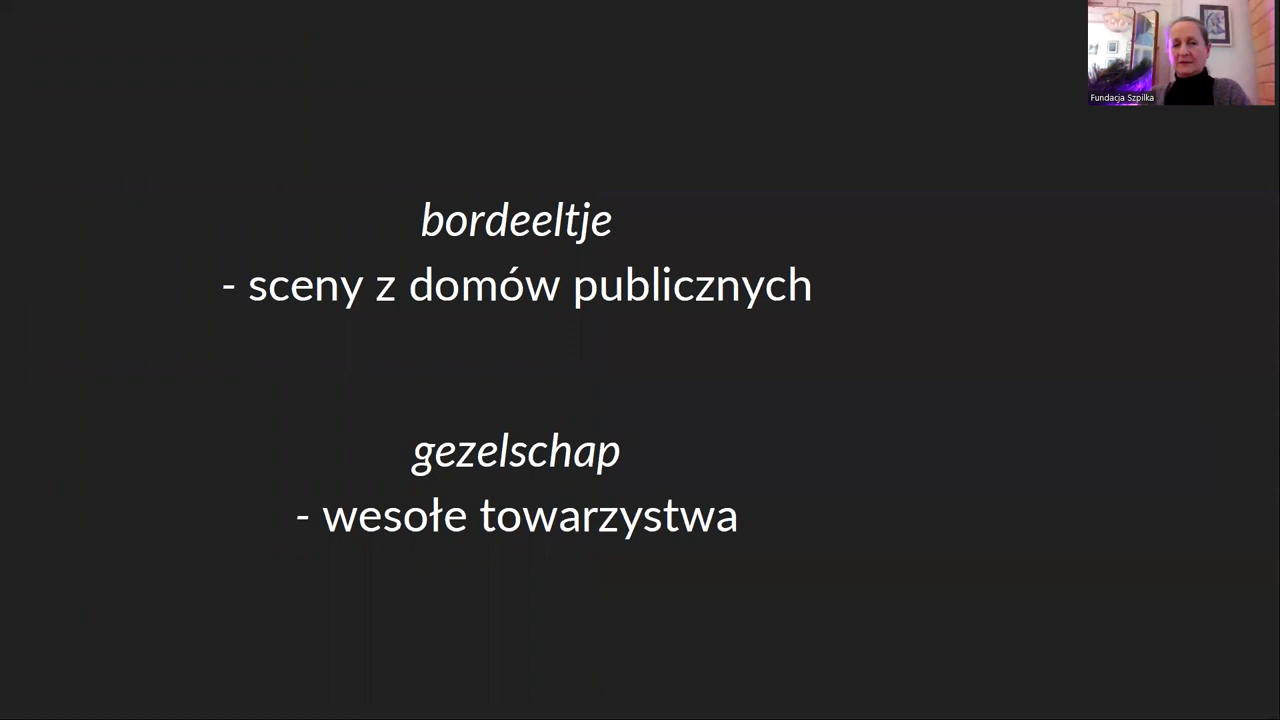 Fundacja Szpilka
bordeeltje
- sceny z domów publicznych
gezelschap
- wesołe towarzystwa